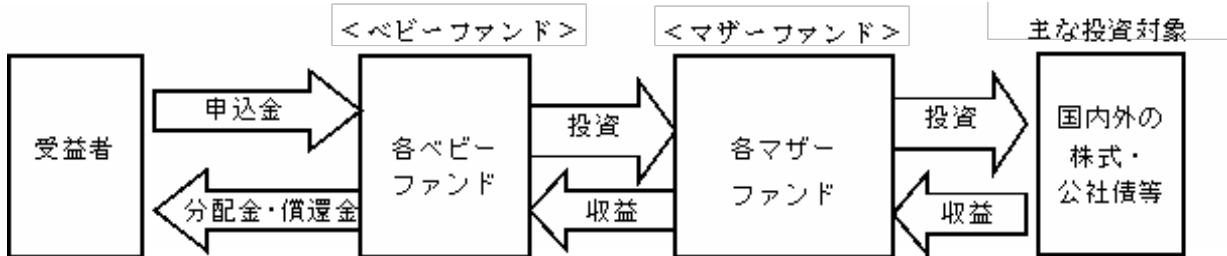 ＜ベビーファンド＞
＜マザーファンド＞
主な投資対象
受益者
申込金
分配金・償還金
各ベビー
ファンド
投資
収益
各マザー
ファンド
投資
収益
国内外の
株式・
公社債等